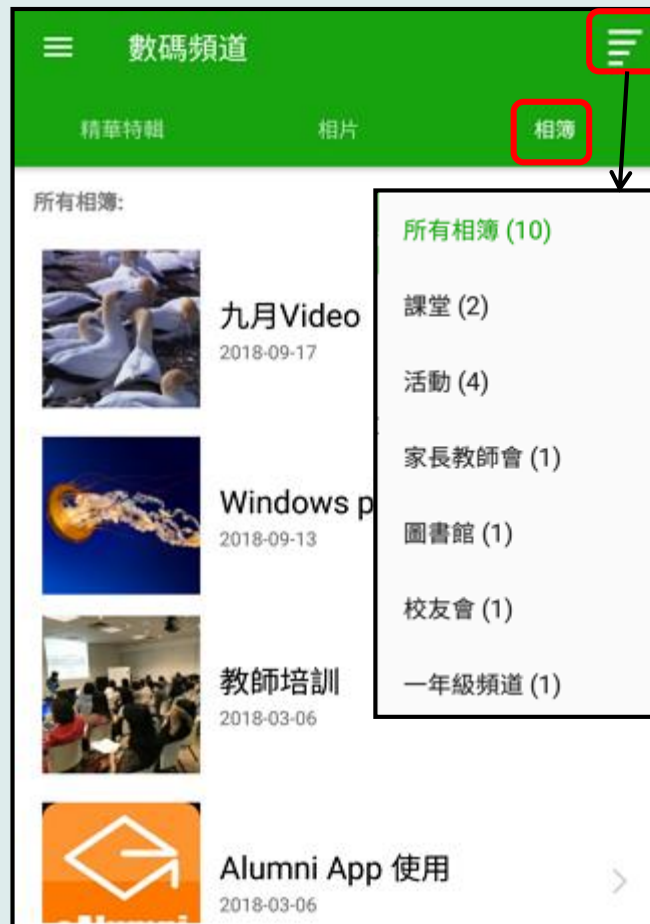 數碼頻道
精華特輯 相片 相簿
所有相簿:
九月Video
2018-09-17
Windows p
2018-09-13
教師培訓
2018-03-06
Alumni App 使用
2018-03-06
所有相簿 (10)
課堂 (2)
活動 (4)
家長教師會 (1)
圖書館 (1)
校友會 (1)
一年級頻道 (1)